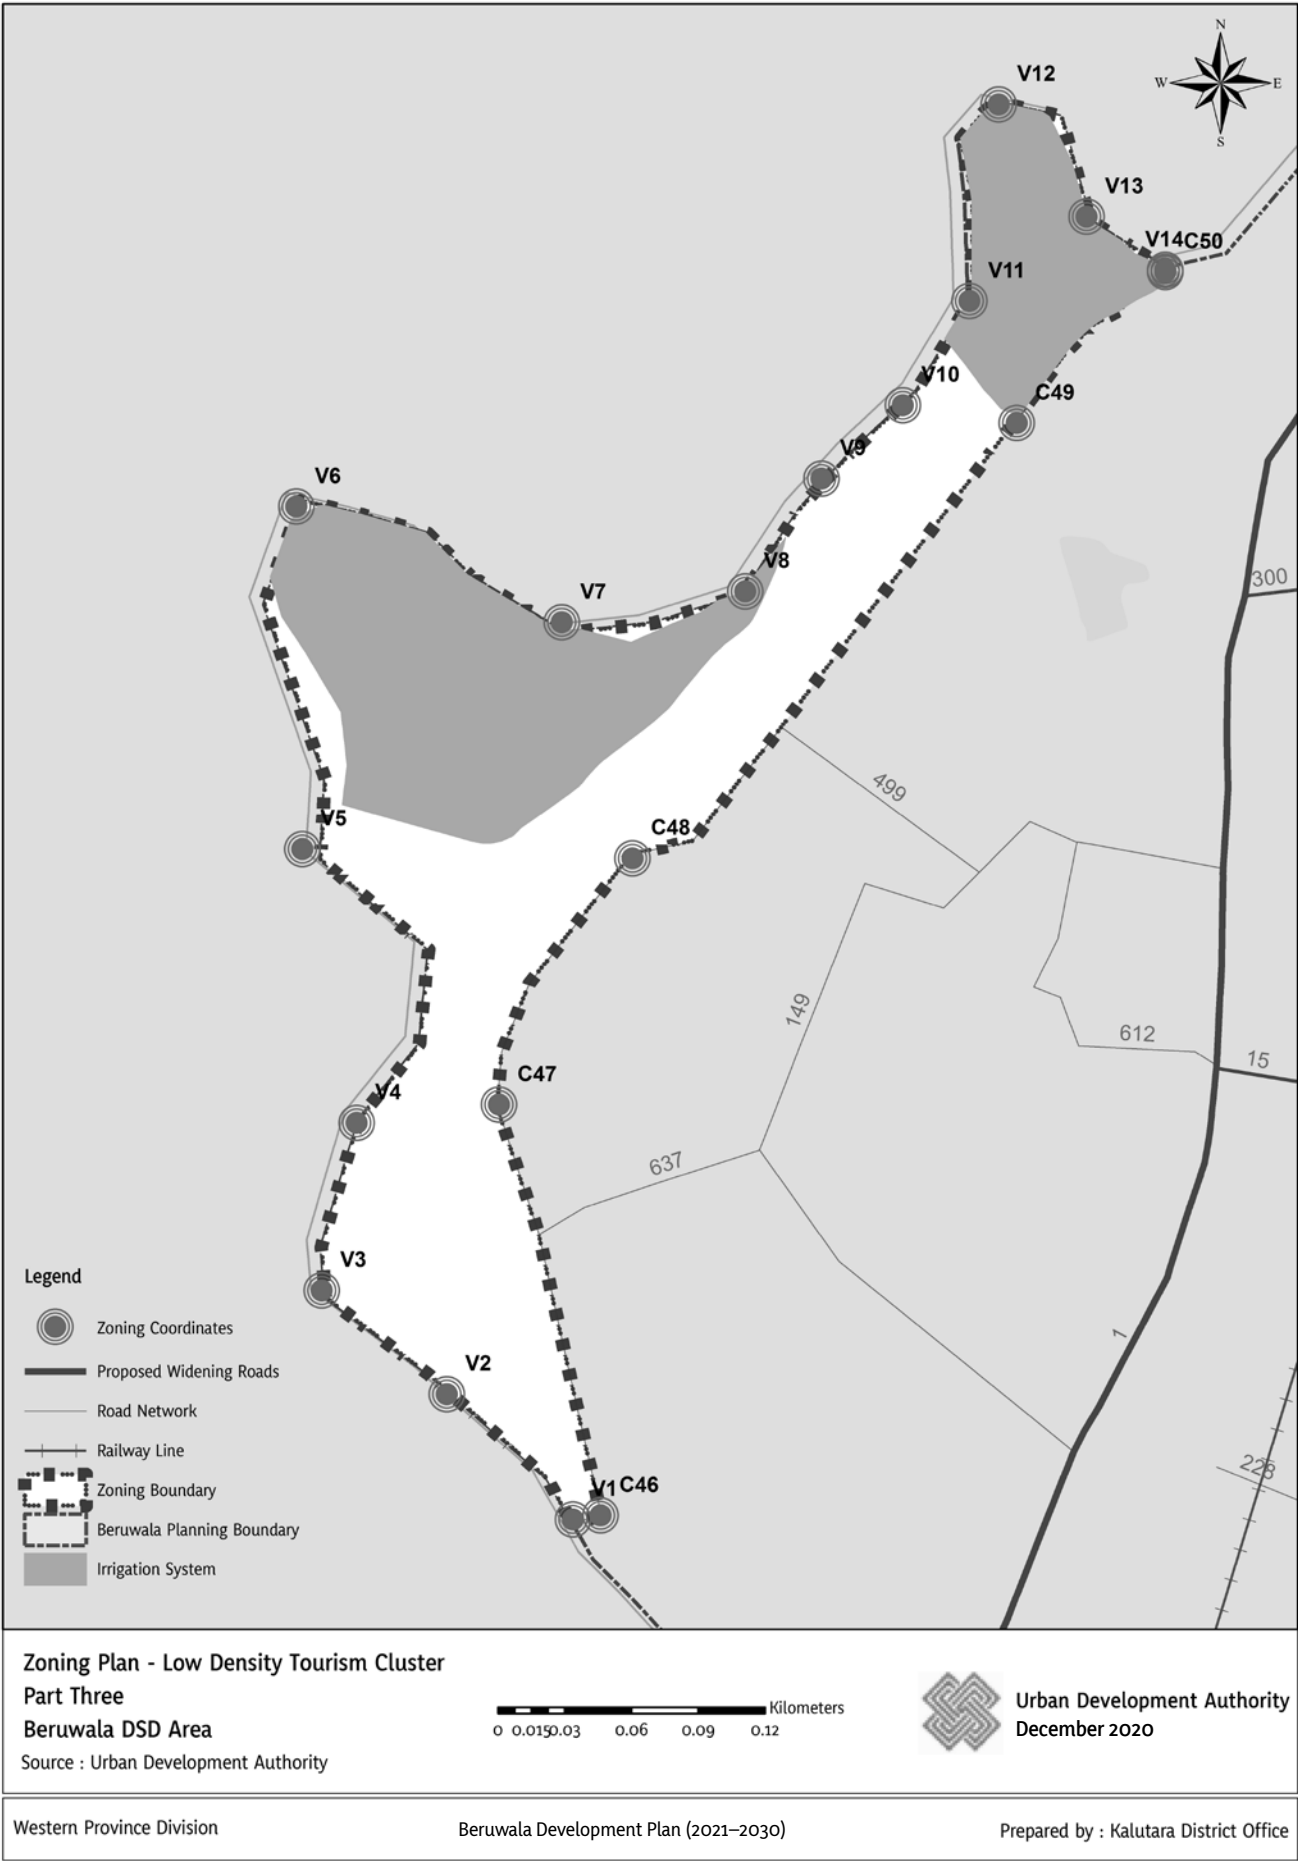 N
W E
S
V12
V13
V14 C50
V11
V10
C49
V9
V6
V8
V7
300
499
V5
C48
149
612
15
C47
V4
637
V3
1
V2
228
V1 C46
Legend
Zoning Coordinates
Proposed Widening Roads
Road Network
Railway Line
Zoning Boundary
Beruwala Planning Boundary
Irrigation System
Zoning Plan - Low Density Tourism Cluster
Part Three
Beruwala DSD Area
Source : Urban Development Authority
Kilometers
0 0.015 0.03 0.06 0.09 0.12
Urban Development Authority
December 2020
Western Province Division
Beruwala Development Plan (2021–2030)
Prepared by : Kalutara District Office